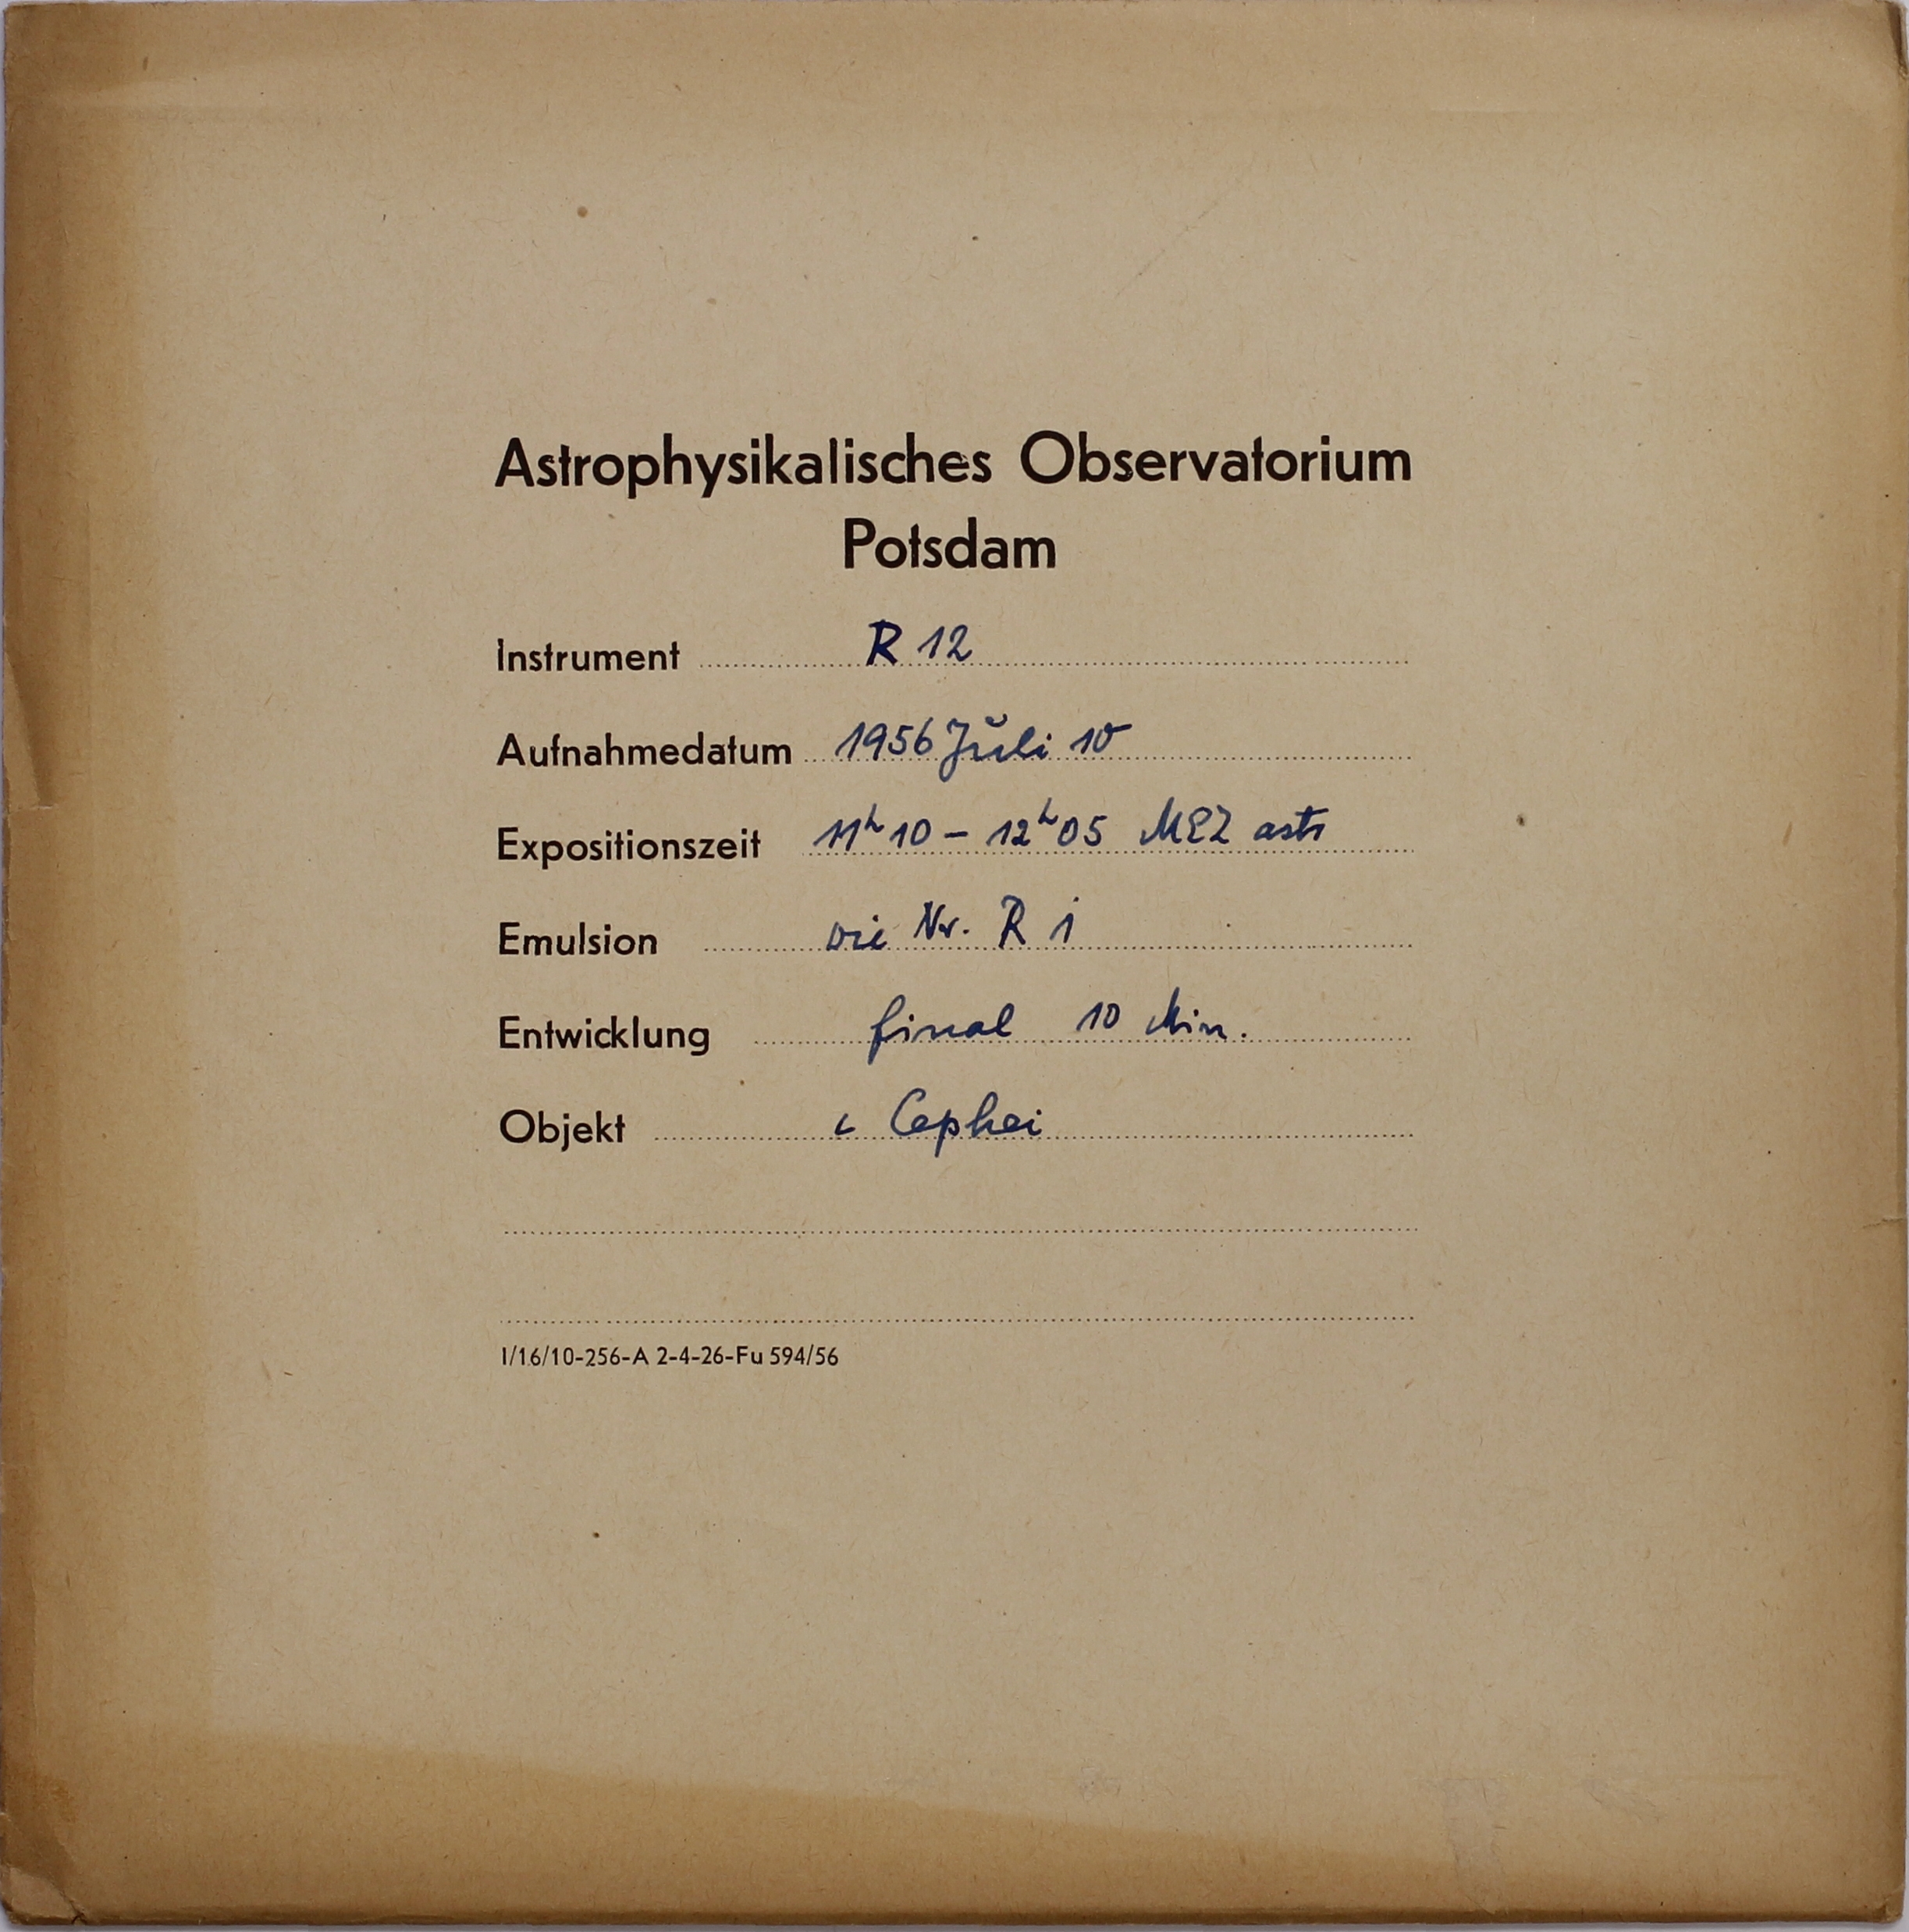 Astrophysikalisches Observatorium
Potsdam
Instrument R 12
Aufnahmedatum 1956 Juli 10
Expositionszeit 11h 10 – 12h 05 MEZ astr
Emulsion wie Nr. R 1
Entwicklung final 10 Min.
Objekt ι Cephei
I/16/10-256-A 2-4-26-Fu 594/56